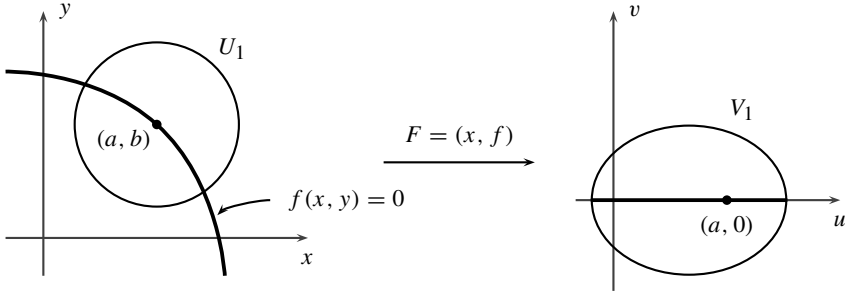 y
U₁
(a, b)
f(x, y) = 0
x
F = (x, f)
v
V₁
(a, 0)
u